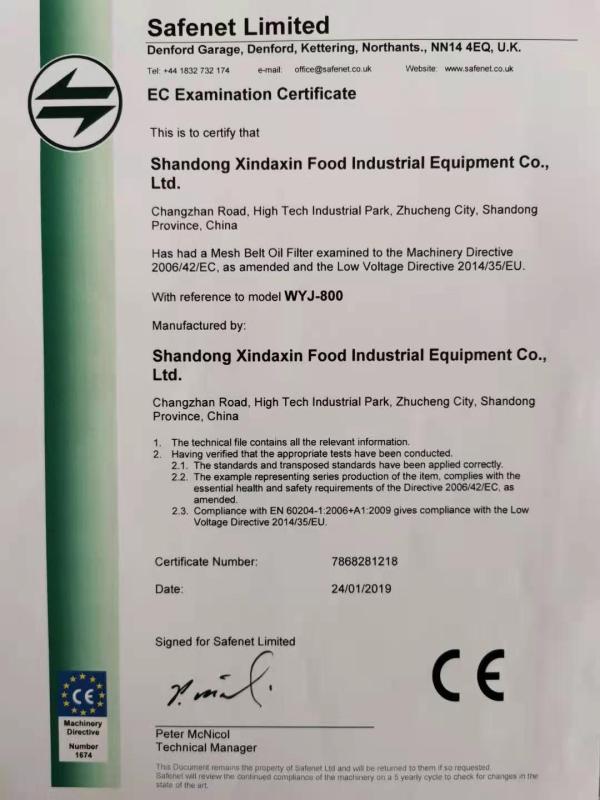 Safenet Limited
Denford Garage, Denford, Kettering, Northants., NN14 4EQ, U.K.
Tel: +44 1832 732 174 e-mail: office@safenet.co.uk Website: www.safenet.co.uk
EC Examination Certificate
This is to certify that
Shandong Xindaxin Food Industrial Equipment Co.,
Ltd.
Changzhan Road, High Tech Industrial Park, Zhucheng City, Shandong
Province, China
Has had a Mesh Belt Oil Filter examined to the Machinery Directive
2006/42/EC, as amended and the Low Voltage Directive 2014/35/EU.
With reference to model WYJ-800
Manufactured by:
Shandong Xindaxin Food Industrial Equipment Co.,
Ltd.
Changzhan Road, High Tech Industrial Park, Zhucheng City, Shandong
Province, China
1. The technical file contains all the relevant information.
2. Having verified that the appropriate tests have been conducted.
2.1. The standards and transposed standards have been applied correctly.
2.2. The example representing series production of the item, complies with the
essential health and safety requirements of the Directive 2006/42/EC, as
amended.
2.3. Compliance with EN 60204-1:2006+A1:2009 gives compliance with the Low
Voltage Directive 2014/35/EU.
Certificate Number: 7868281218
Date: 24/01/2019
Signed for Safenet Limited
CE
Peter McNicol
Technical Manager
CE
Machinery
Directive
Number
1674
This Document remains the property of Safenet Ltd and will be returned to them if so requested.
Safenet will review the continued compliance of the machinery on a 5 yearly cycle to check for changes in the
state of the art.